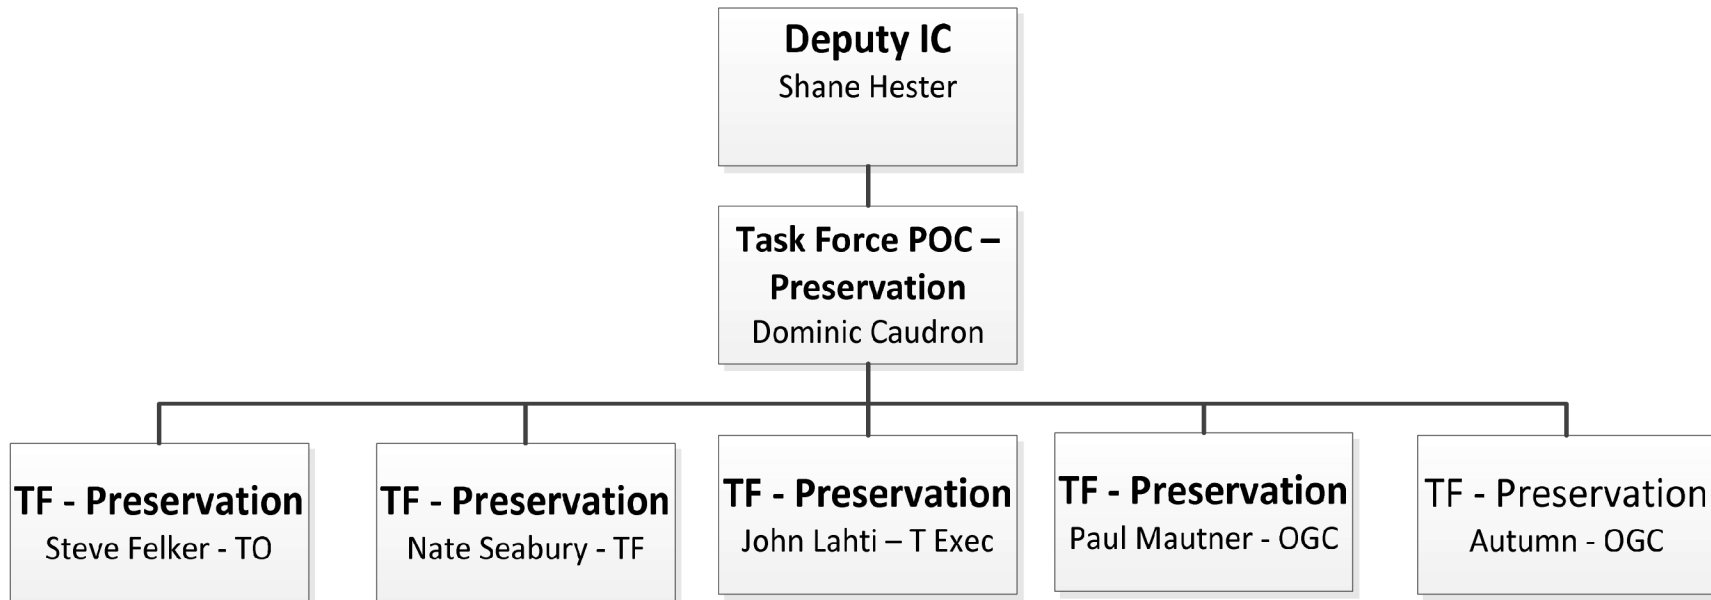 Deputy IC
Shane Hester
Task Force POC –
Preservation
Dominic Caudron
TF - Preservation
Steve Felker - TO
TF - Preservation
Nate Seabury - TF
TF - Preservation
John Lahti – T Exec
TF - Preservation
Paul Mautner - OGC
TF - Preservation
Autumn - OGC